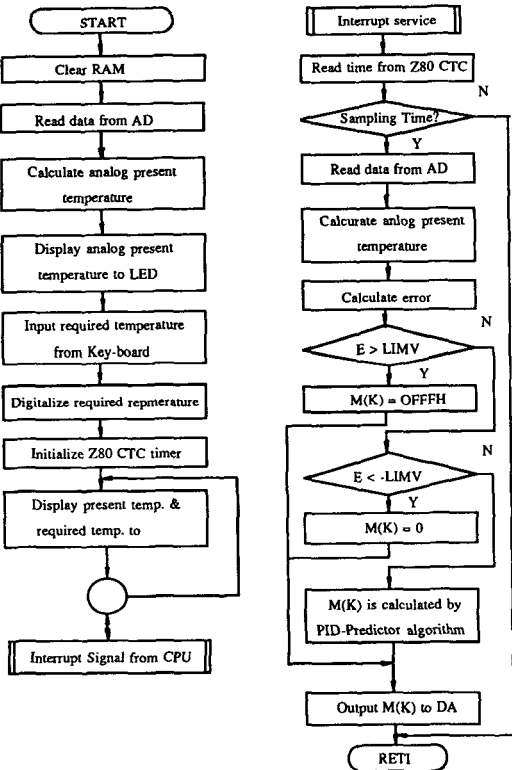 START
Clear RAM
Read data from AD
Calculate analog present
temperature
Display analog present
temperature to LED
Input required temperature
from Key-board
Digitalize required repmerature
Initialize Z80 CTC timer
Display present temp. &
required temp. to
Interrupt Signal from CPU
Interrupt service
Read time from Z80 CTC
N
Sampling Time?
Y
Read data from AD
Calcurate anlog present
temperature
Calculate error
N
E > LIMV
Y
M(K) = OFFFH
N
E < -LIMV
Y
M(K) = 0
M(K) is calculated by
PID-Predictor algorithm
Output M(K) to DA
RETI